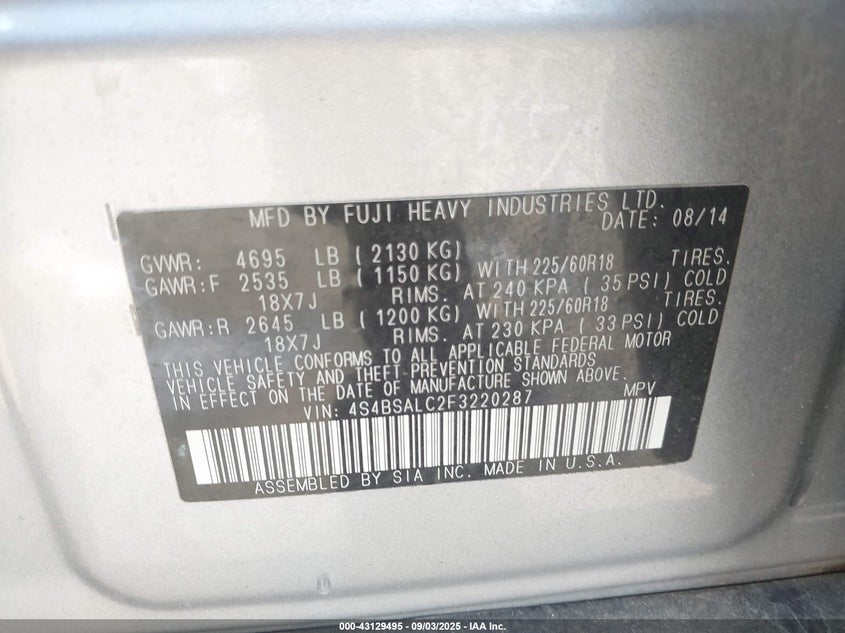 MFD BY FUJI HEAVY INDUSTRIES LTD.
DATE: 08/14
GVWR: 4695 LB ( 2130 KG)
GAWR:F 2535 LB ( 1150 KG) WITH 225/60R18 TIRES.
18X7J RIMS. AT 240 KPA ( 35 PSI) COLD
GAWR:R 2645 LB ( 1200 KG) WITH 225/60R18 TIRES.
18X7J RIMS. AT 230 KPA ( 33 PSI) COLD
THIS VEHICLE CONFORMS TO ALL APPLICABLE FEDERAL MOTOR
VEHICLE SAFETY AND THEFT PREVENTION STANDARDS
IN EFFECT ON THE DATE OF MANUFACTURE SHOWN ABOVE.
VIN: 4S4BSALC2F3220287 MPV
ASSEMBLED BY SIA INC. MADE IN U.S.A.
000-43129495 - 09/03/2025 - IAA Inc.